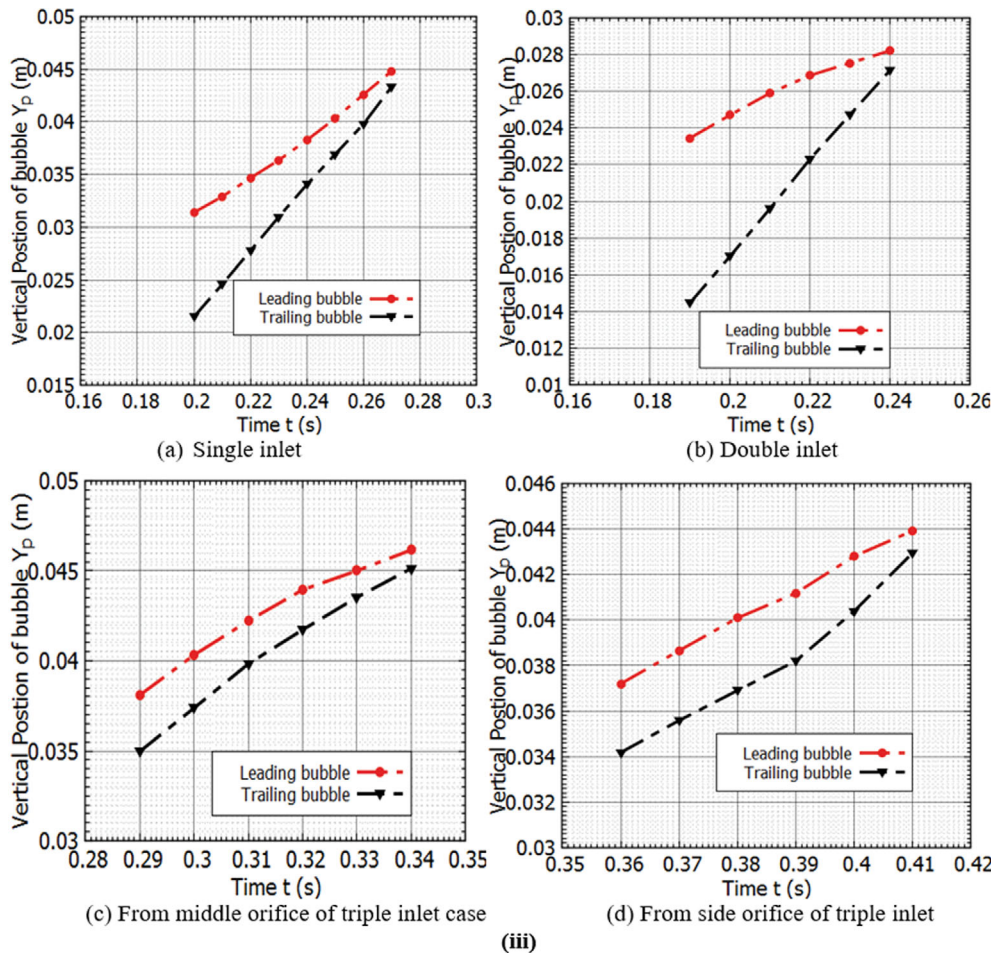 0.05
0.045
0.04
0.035
0.03
0.025
0.02
0.015
Vertical Postion of bubble Yp (m)
Leading bubble
Trailing bubble
0.16 0.18 0.2 0.22 0.24 0.26 0.28 0.3
Time t (s)
(a) Single inlet
0.03
0.028
0.026
0.024
0.022
0.02
0.018
0.016
0.014
0.012
0.01
Vertical Postion of bubble Yp (m)
Leading bubble
Trailing bubble
0.16 0.18 0.2 0.22 0.24 0.26
Time t (s)
(b) Double inlet
0.05
0.045
0.04
0.035
0.03
Vertical Postion of bubble Yp (m)
Leading bubble
Trailing bubble
0.28 0.29 0.3 0.31 0.32 0.33 0.34 0.35
Time t (s)
(c) From middle orifice of triple inlet case
0.046
0.044
0.042
0.04
0.038
0.036
0.034
0.032
0.03
Vertical Postion of bubble Yp (m)
Leading bubble
Trailing bubble
0.35 0.36 0.37 0.38 0.39 0.4 0.41 0.42
Time t (s)
(d) From side orifice of triple inlet
(iii)